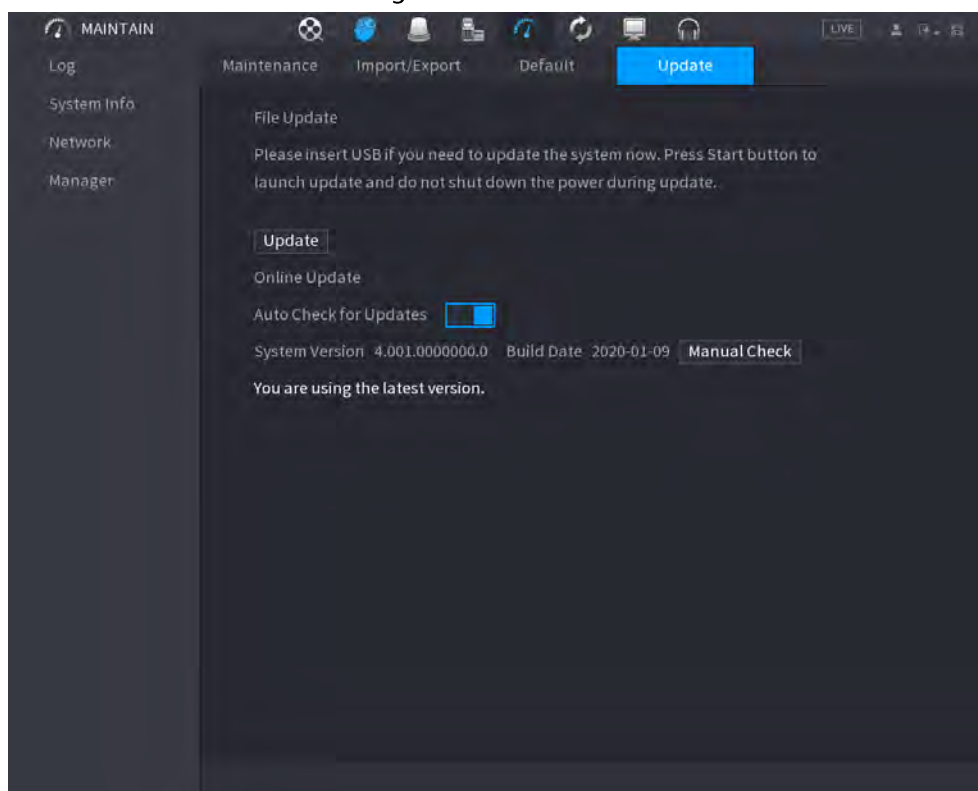 MAINTAIN
LIVE
Log
Maintenance Import/Export Default Update
System Info
File Update
Network
Please insert USB if you need to update the system now. Press Start button to
Manager
launch update and do not shut down the power during update.
Update
Online Update
Auto Check for Updates
System Version 4.001.0000000.0 Build Date 2020-01-09 Manual Check
You are using the latest version.